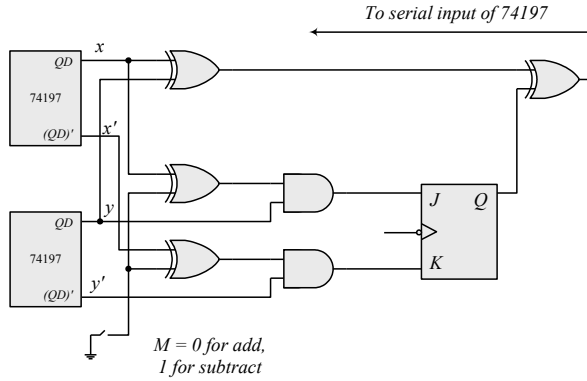 To serial input of 74197
x
QD
74197
(QD)'
x'
J
Q
K
y
QD
74197
(QD)'
y'
M = 0 for add,
1 for subtract